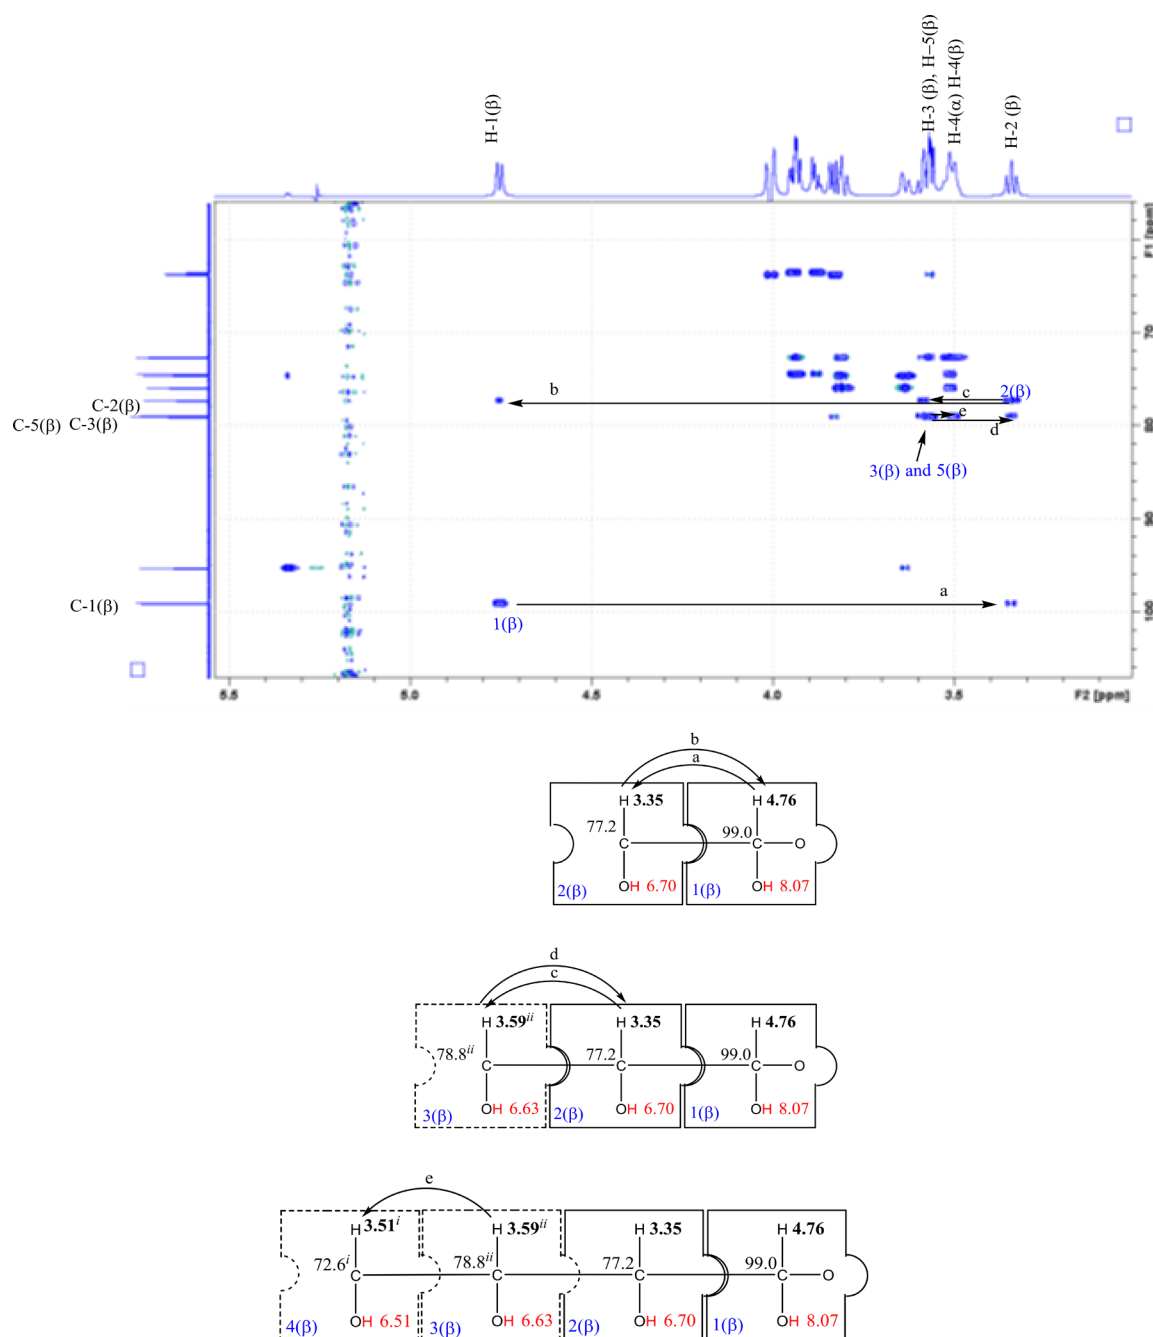 H-1(β)
H-3 (β), H-5(β)
H-4(α) H-4(β)
H-2 (β)
F1 [ppm]
70
80
90
100
C-2(β)
C-5(β) C-3(β)
C-1(β)
b
c
2(β)
e
d
3(β) and 5(β)
a
1(β)
5.5 5.0 4.5 4.0 3.5 F2 [ppm]
b
a
H 3.35 H 4.76
77.2 99.0
C C O
OH 6.70 OH 8.07
2(β) 1(β)
d
c
H 3.59ii H 3.35 H 4.76
78.8ii 77.2 99.0
C C C O
OH 6.63 OH 6.70 OH 8.07
3(β) 2(β) 1(β)
e
H 3.51i H 3.59ii H 3.35 H 4.76
72.6i 78.8ii 77.2 99.0
C C C C O
OH 6.51 OH 6.63 OH 6.70 OH 8.07
4(β) 3(β) 2(β) 1(β)